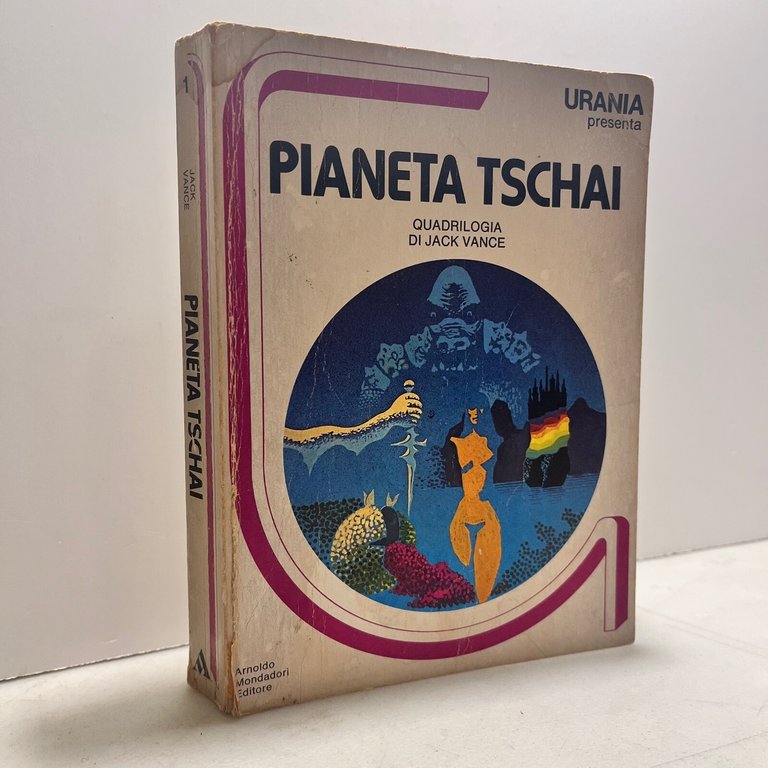 1
JACK
VANCE
PIANETA TSCHAI
URANIA
presenta
PIANETA TSCHAI
QUADRILOGIA
DI JACK VANCE
Arnoldo
Mondadori
Editore